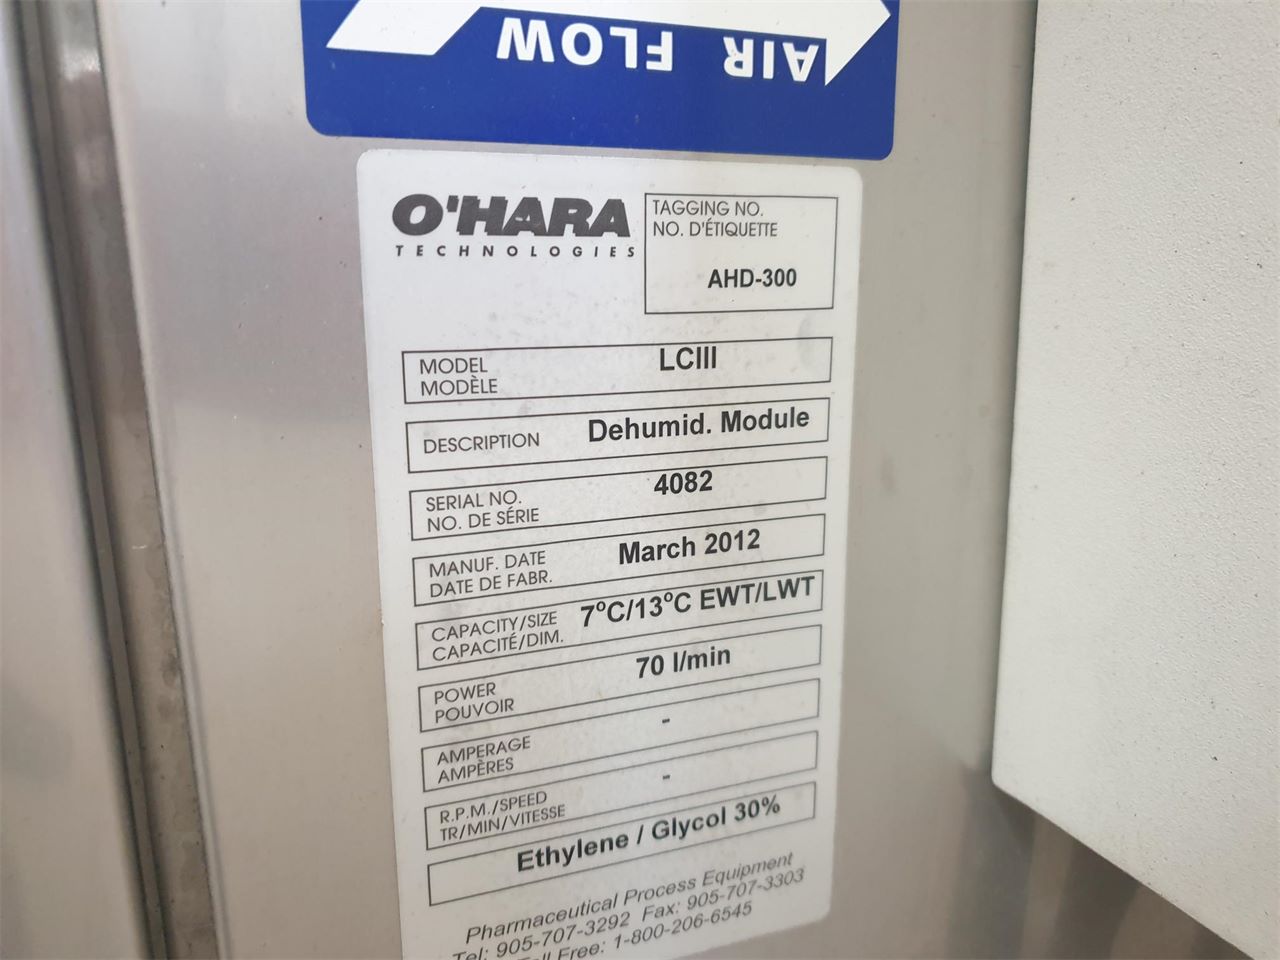 AIR FLOW
O'HARA
TECHNOLOGIES
TAGGING NO.
NO. D'ÉTIQUETTE
AHD-300
MODEL
MODÈLE
LCIII
DESCRIPTION
Dehumid. Module
SERIAL NO.
NO. DE SÉRIE
4082
MANUF. DATE
DATE DE FABR.
March 2012
CAPACITY/SIZE
CAPACITÉ/DIM.
7°C/13°C EWT/LWT
POWER
POUVOIR
70 l/min
AMPERAGE
AMPÈRES
-
R.P.M./SPEED
TR/MIN/VITESSE
-
Ethylene / Glycol 30%
Pharmaceutical Process Equipment
Tel: 905-707-3292 Fax: 905-707-3303
Toll Free: 1-800-206-6545